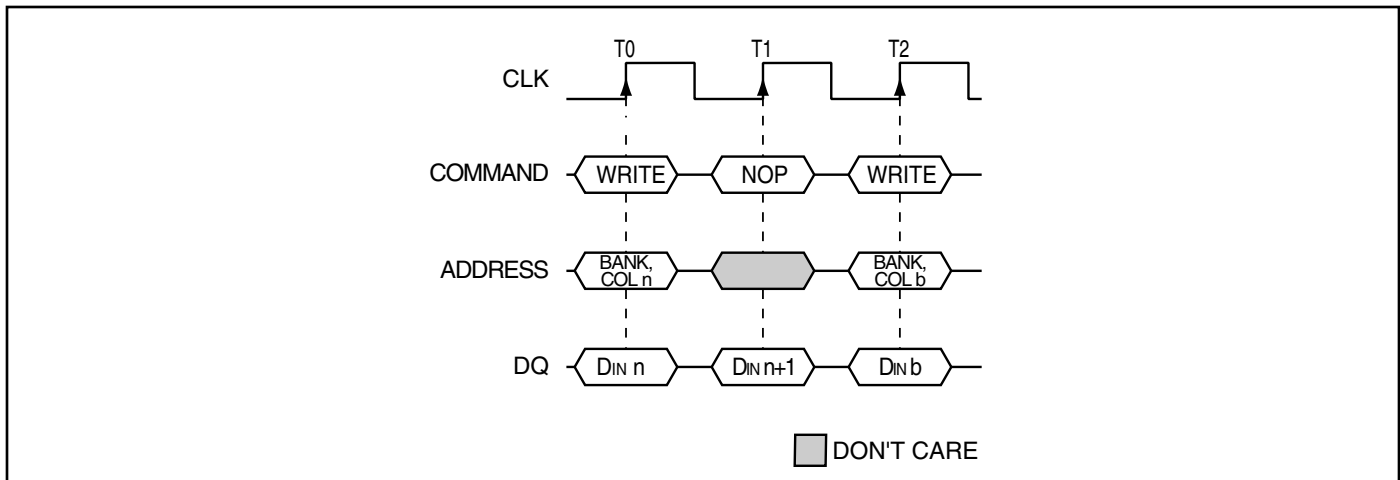 T0 T1 T2
CLK
COMMAND WRITE NOP WRITE
ADDRESS BANK, COL n BANK, COL b
DQ DIN n DIN n+1 DIN b
DON'T CARE